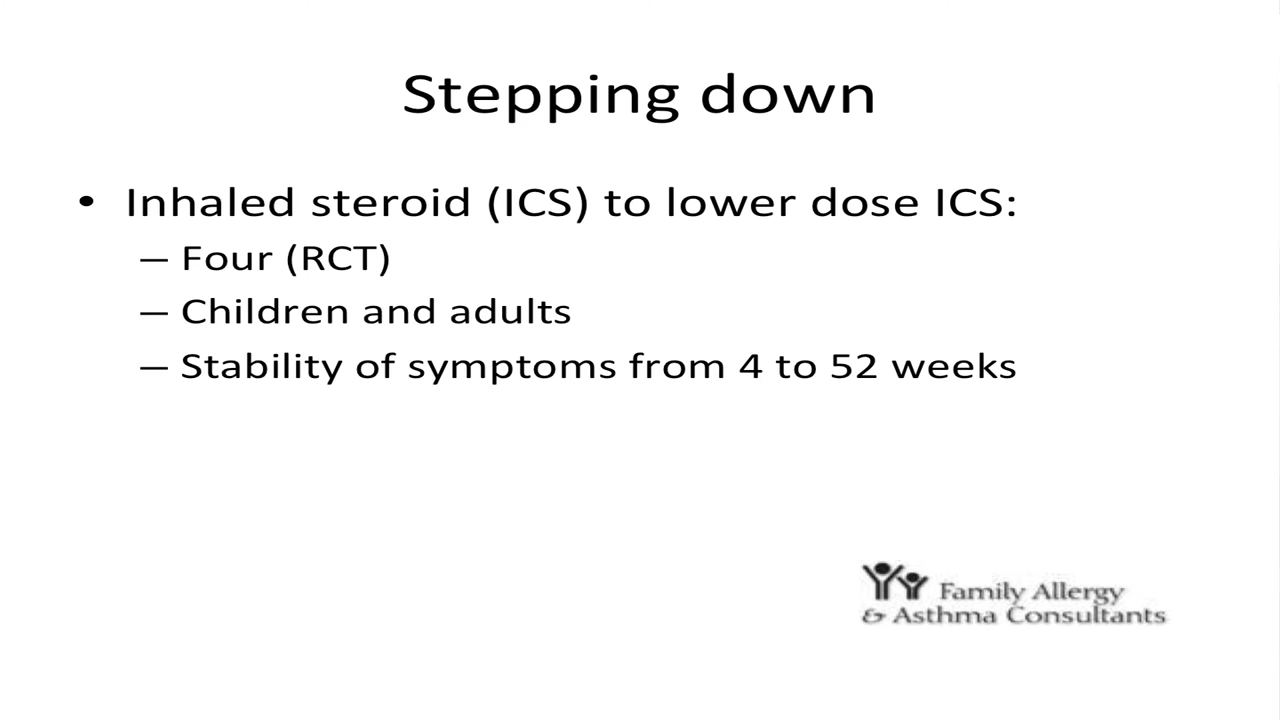 Stepping down
• Inhaled steroid (ICS) to lower dose ICS:
– Four (RCT)
– Children and adults
– Stability of symptoms from 4 to 52 weeks
Family Allergy
& Asthma Consultants